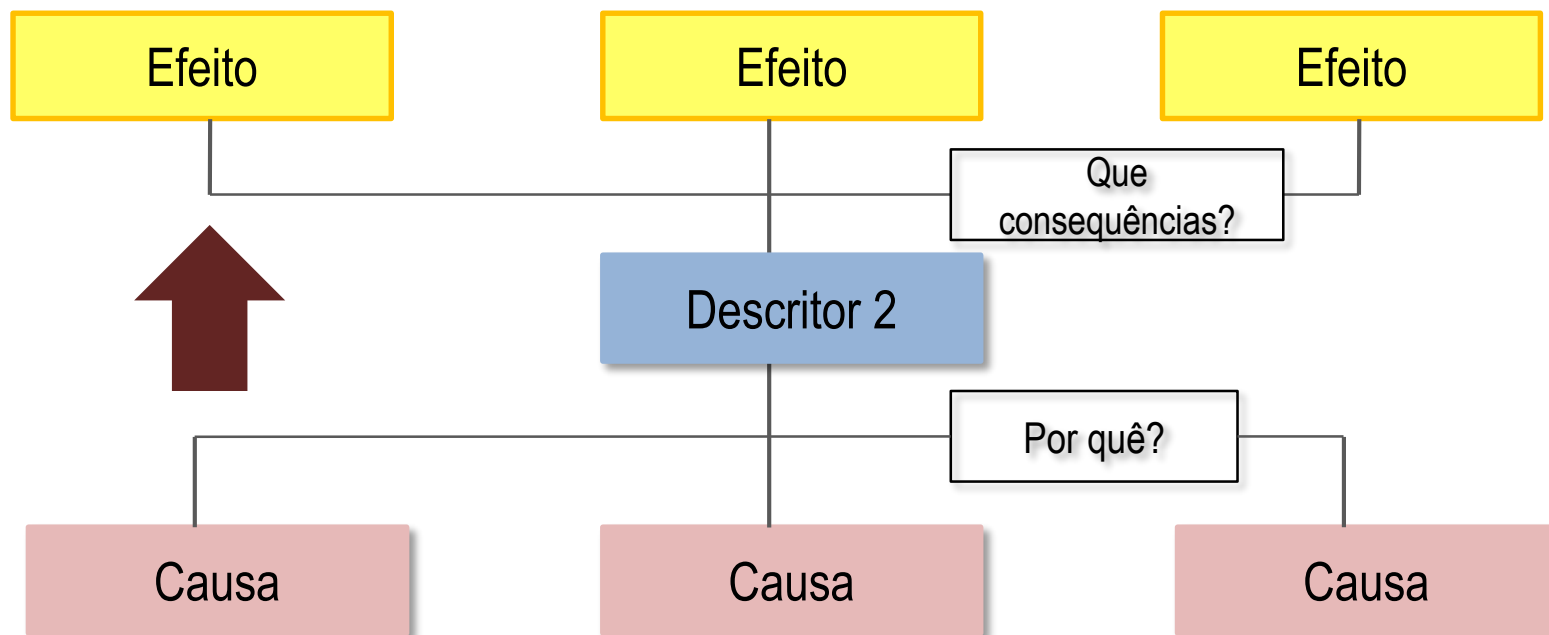 Efeito
Efeito
Efeito
Que
consequências?
Descritor 2
Por quê?
Causa
Causa
Causa